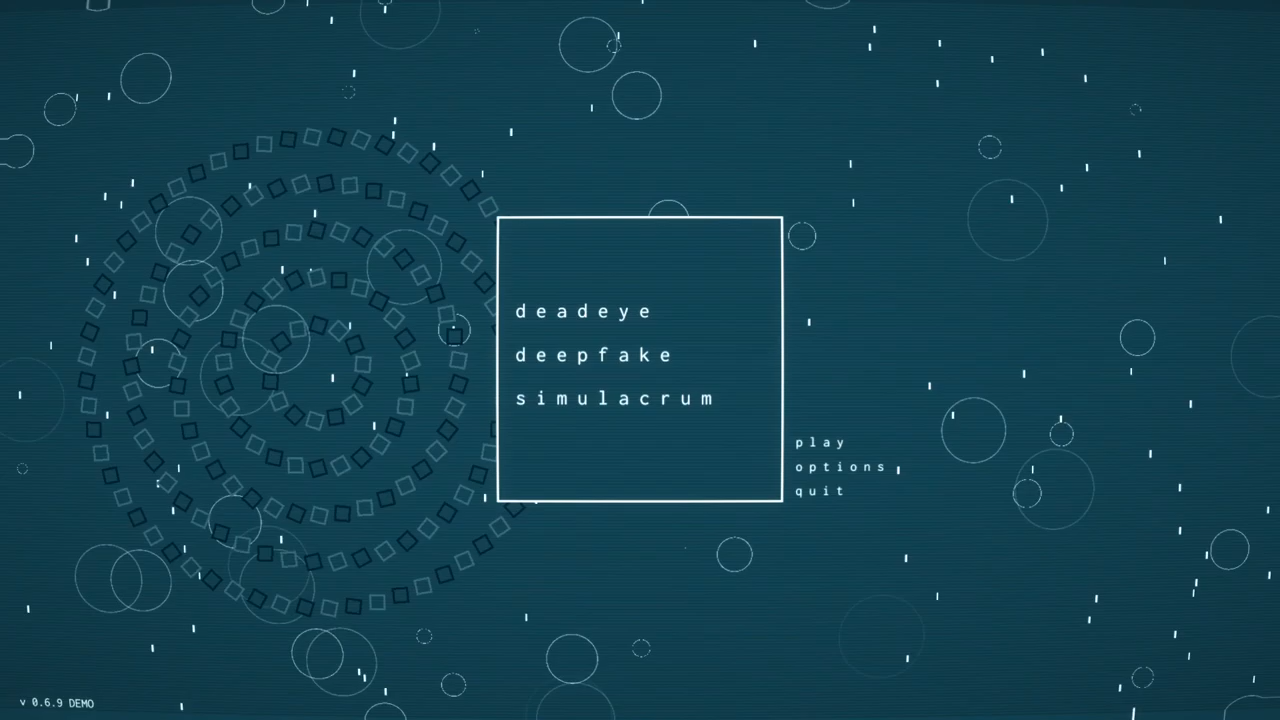 deadeye
deepfake
simulacrum
play
options
quit
v 0.6.9 DEMO